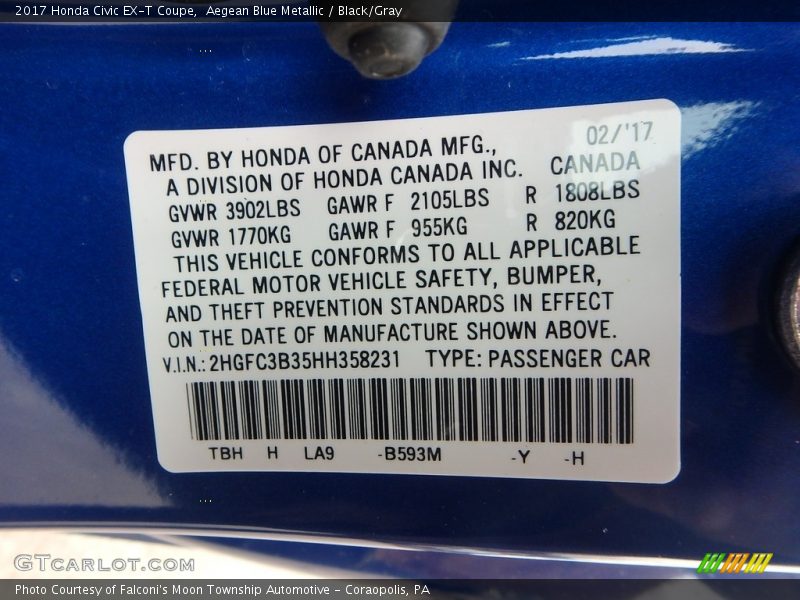 2017 Honda Civic EX-T Coupe,  Aegean Blue Metallic / Black/Gray
02/'17
MFD. BY HONDA OF CANADA MFG.,
A DIVISION OF HONDA CANADA INC. CANADA
GVWR 3902LBS GAWR F 2105LBS R 1808LBS
GVWR 1770KG GAWR F 955KG R 820KG
THIS VEHICLE CONFORMS TO ALL APPLICABLE
FEDERAL MOTOR VEHICLE SAFETY, BUMPER,
AND THEFT PREVENTION STANDARDS IN EFFECT
ON THE DATE OF MANUFACTURE SHOWN ABOVE.
V.I.N.: 2HGFC3B35HH358231 TYPE: PASSENGER CAR
TBH H LA9 -B593M -Y -H
GTCARLOT.COM
Photo Courtesy of Falconi's Moon Township Automotive - Coraopolis, PA